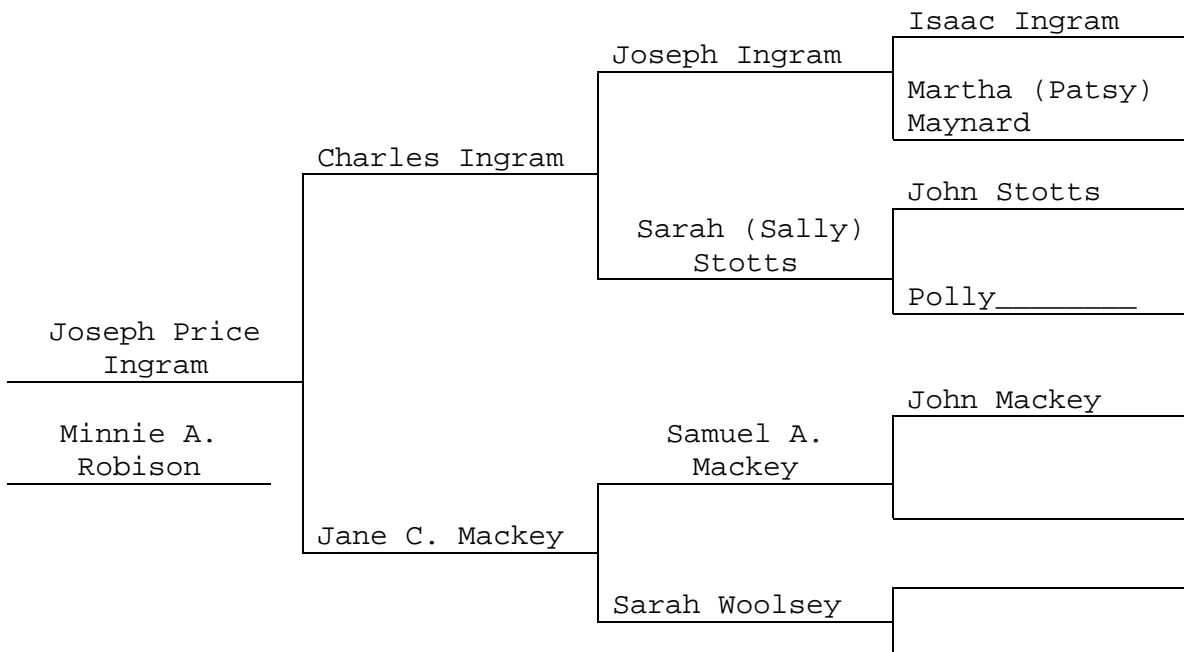 Isaac Ingram
Joseph Ingram
Martha (Patsy)
Maynard
Charles Ingram
John Stotts
Sarah (Sally)
Stotts
Polly________
Joseph Price
Ingram
John Mackey
Minnie A.
Robison
Samuel A.
Mackey
Jane C. Mackey
Sarah Woolsey